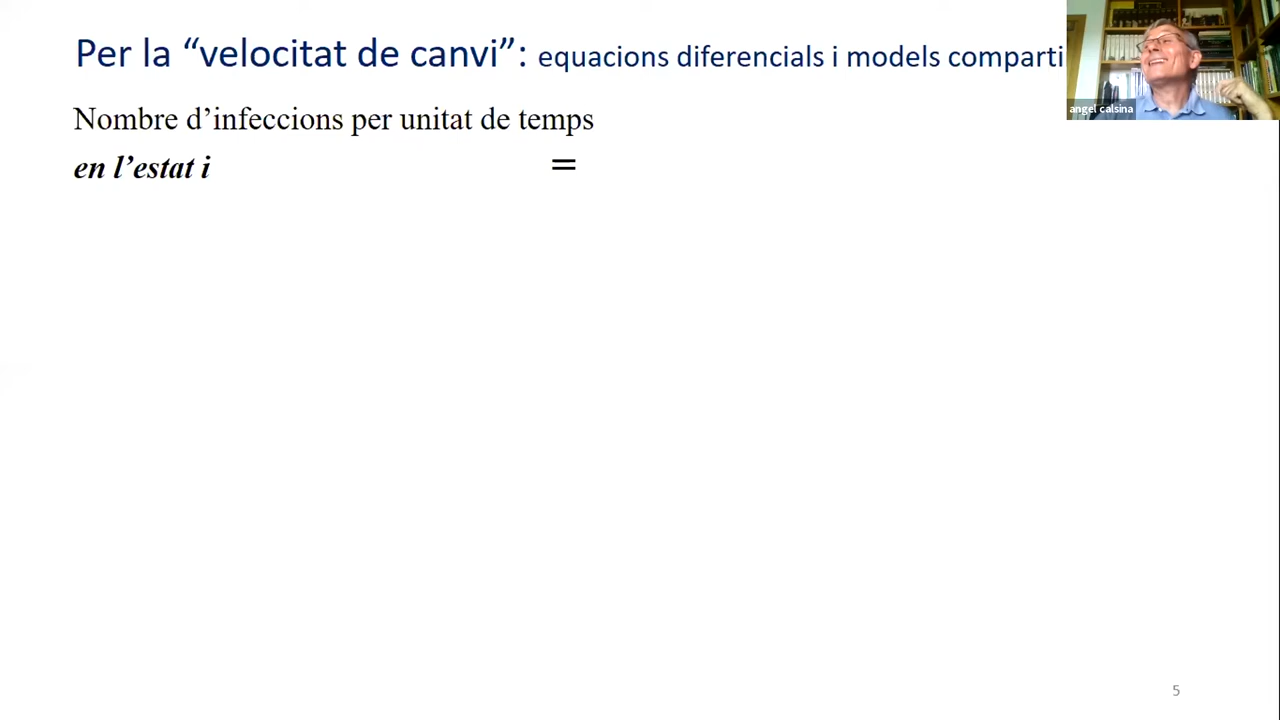 Per la “velocitat de canvi”: equacions diferencials i models comparti
angel calsina
Nombre d’infeccions per unitat de temps
en l’estat i =
5